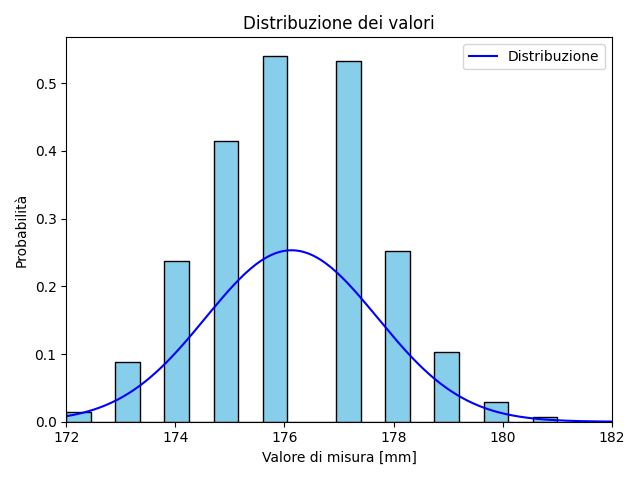 Distribuzione dei valori
Distribuzione
Probabilità
0.5
0.4
0.3
0.2
0.1
0.0
172 174 176 178 180 182
Valore di misura [mm]